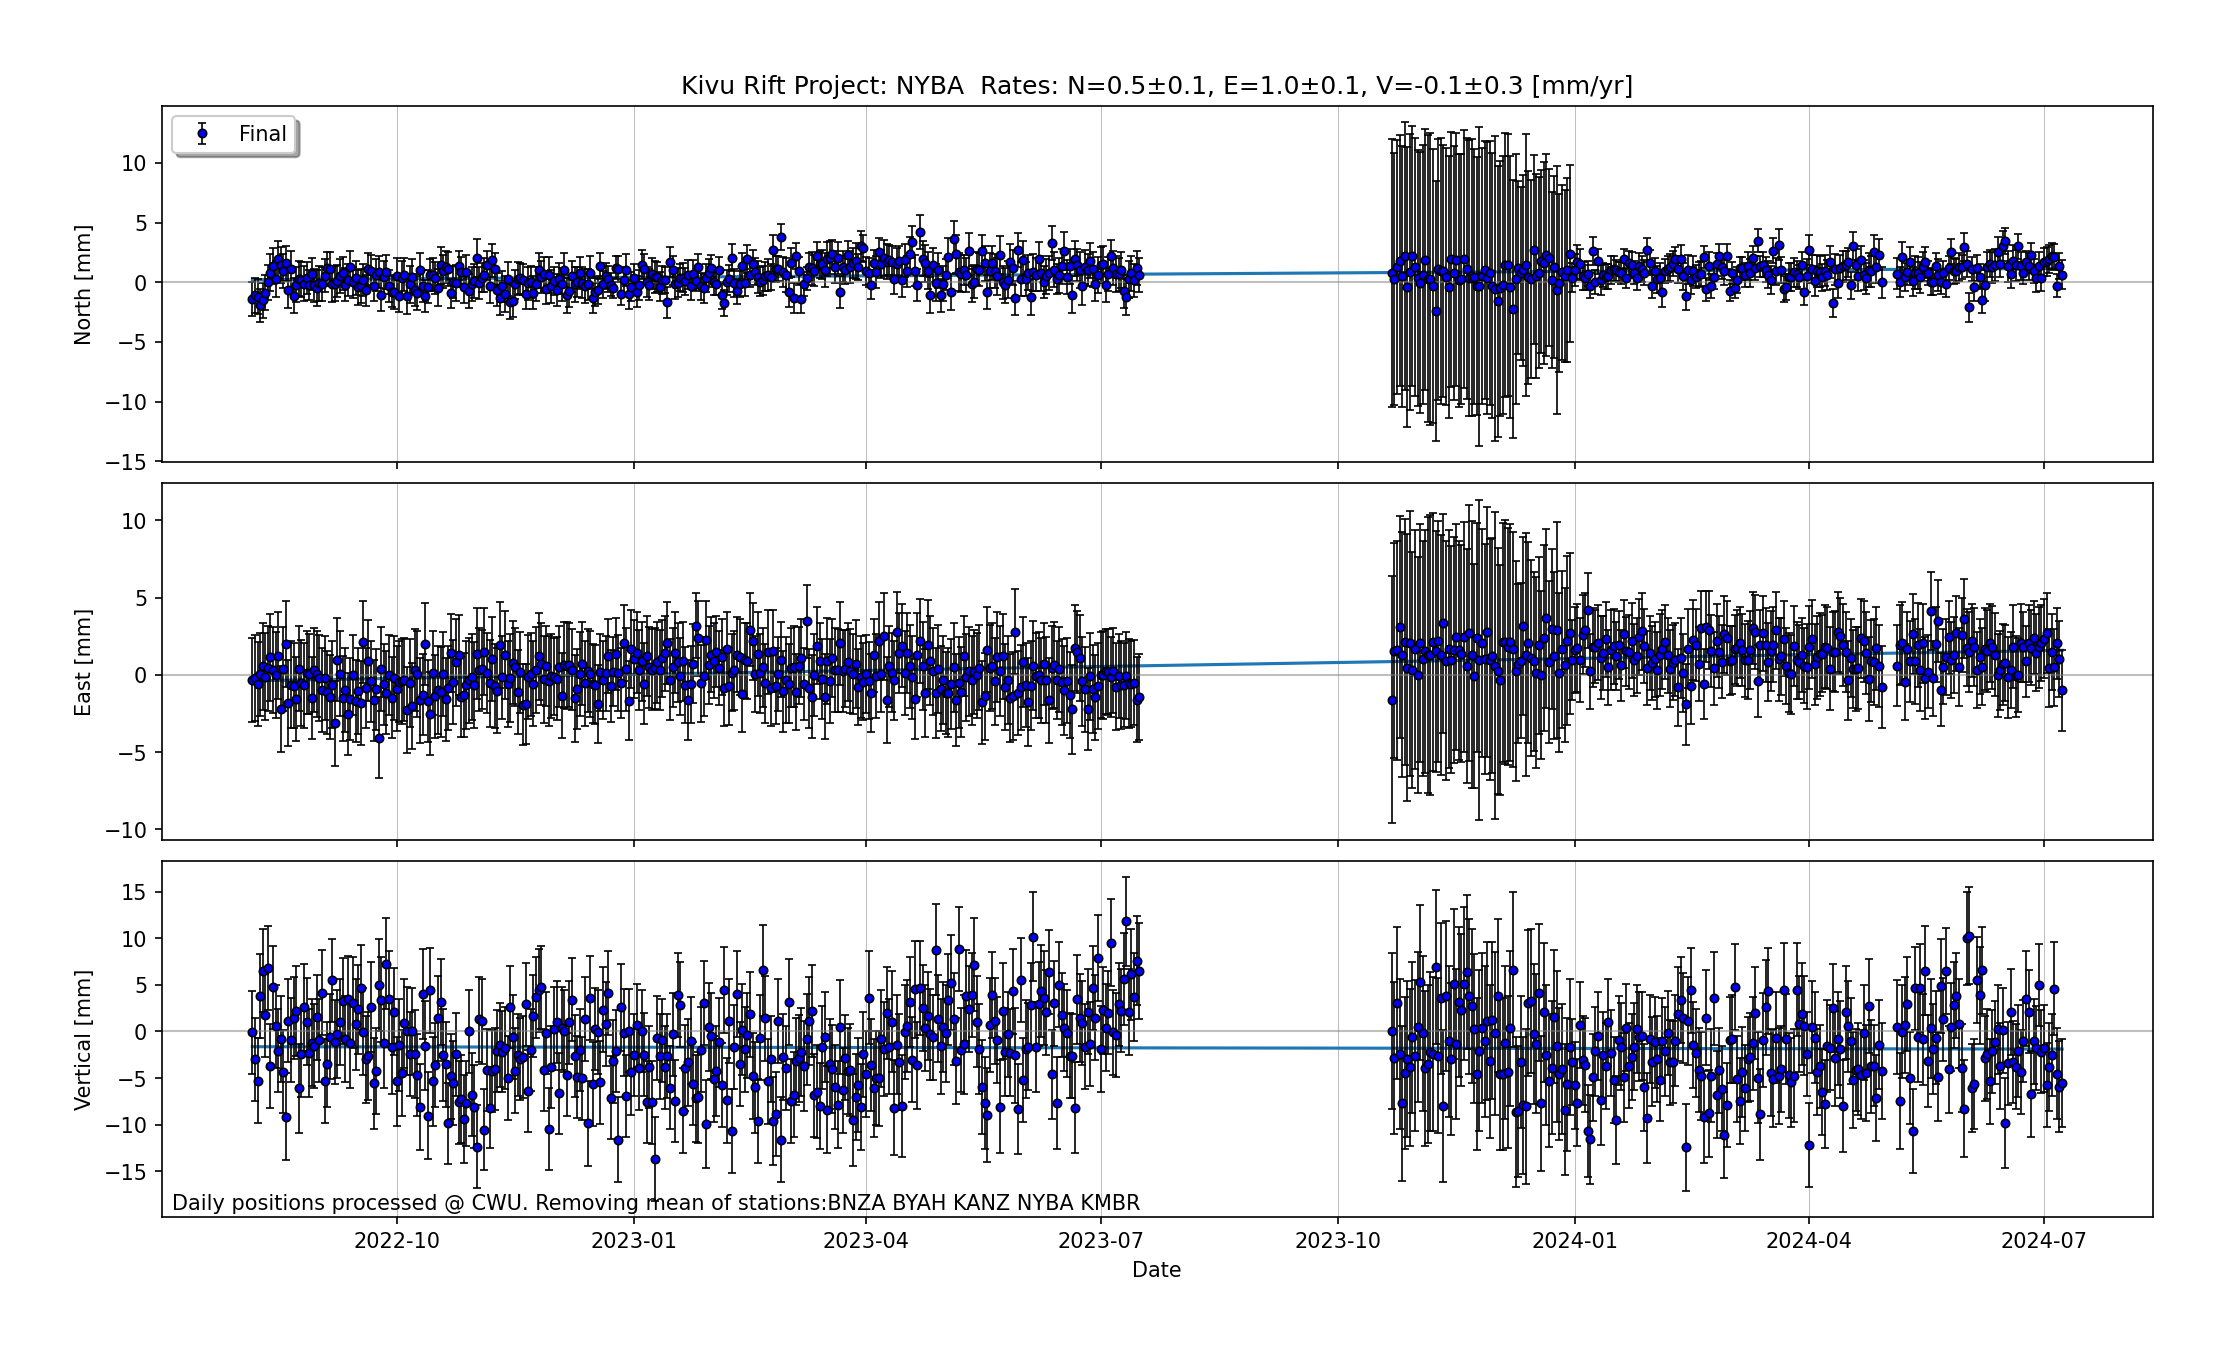 Kivu Rift Project: NYBA  Rates: N=0.5±0.1, E=1.0±0.1, V=-0.1±0.3 [mm/yr]
Final
10
5
0
−5
−10
−15
North [mm]
10
5
0
−5
−10
East [mm]
15
10
5
0
−5
−10
−15
Vertical [mm]
Daily positions processed @ CWU. Removing mean of stations:BNZA BYAH KANZ NYBA KMBR
2022-10 2023-01 2023-04 2023-07 2023-10 2024-01 2024-04 2024-07
Date